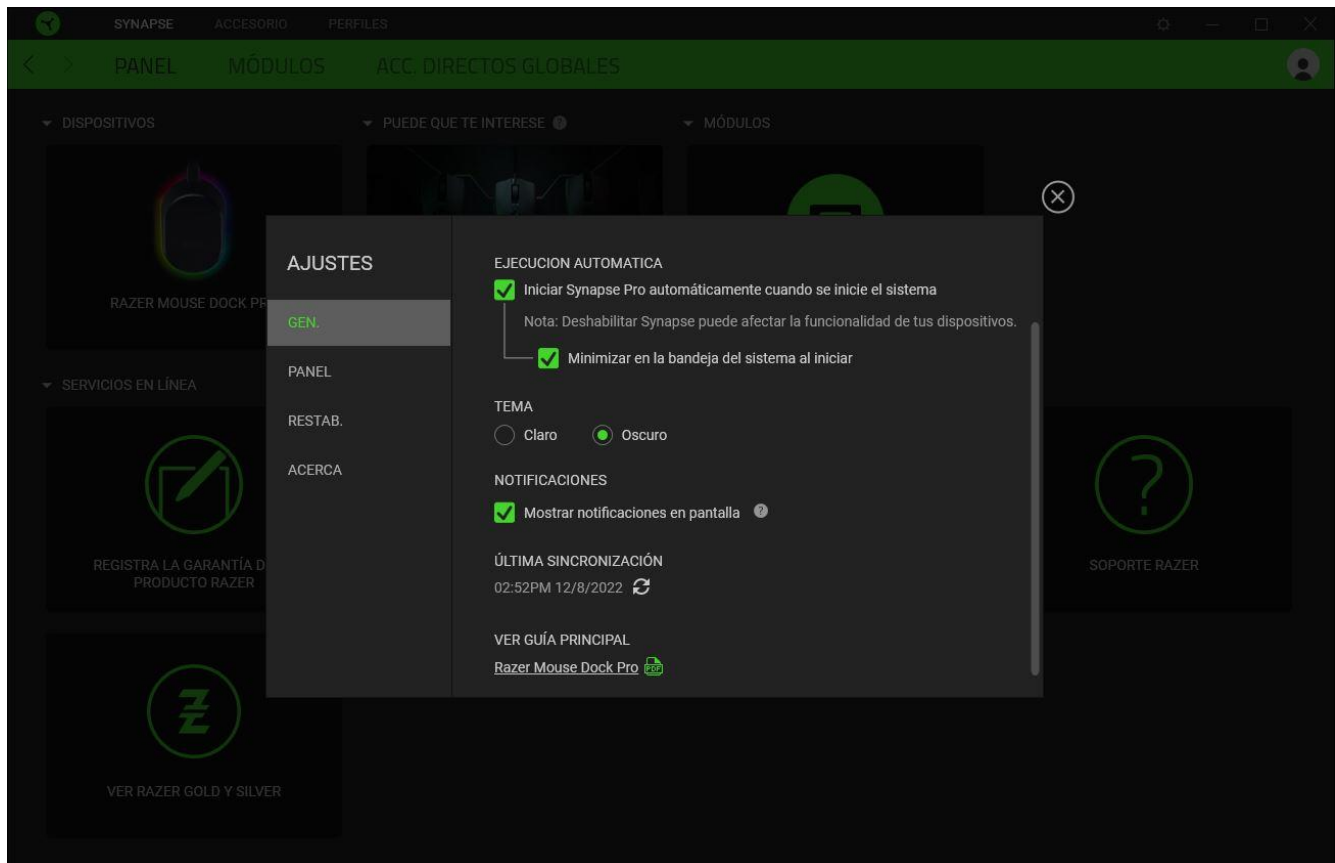 SYNAPSE
ACCESORIO
PERFILES
PANEL
MÓDULOS
ACC. DIRECTOS GLOBALES
DISPOSITIVOS
PUEDE QUE TE INTERESE
MÓDULOS
RAZER MOUSE DOCK PR
SERVICIOS EN LÍNEA
REGISTRA LA GARANTÍA D
PRODUCTO RAZER
VER RAZER GOLD Y SILVER
SOPORTE RAZER
AJUSTES
GEN.
PANEL
RESTAB.
ACERCA
EJECUCION AUTOMATICA
Iniciar Synapse Pro automáticamente cuando se inicie el sistema
Nota: Deshabilitar Synapse puede afectar la funcionalidad de tus dispositivos.
Minimizar en la bandeja del sistema al iniciar
TEMA
Claro
Oscuro
NOTIFICACIONES
Mostrar notificaciones en pantalla
ÚLTIMA SINCRONIZACIÓN
02:52PM 12/8/2022
VER GUÍA PRINCIPAL
Razer Mouse Dock Pro PDF